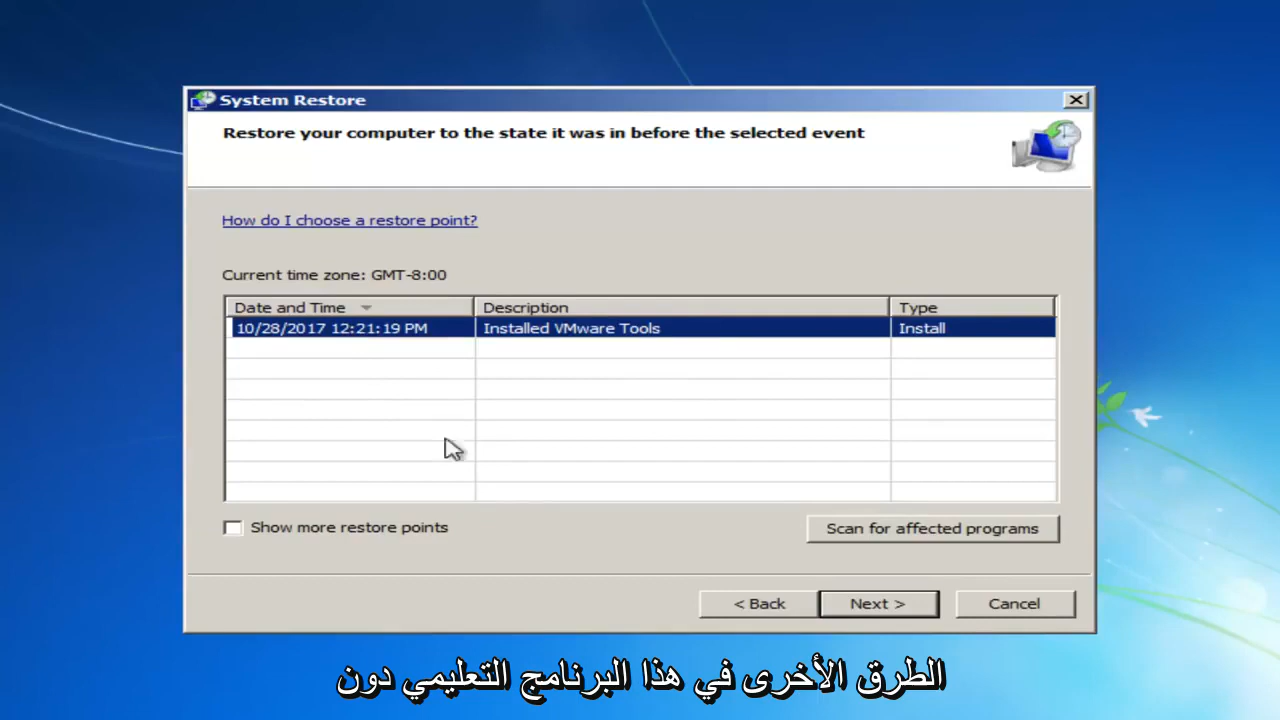 System Restore
Restore your computer to the state it was in before the selected event
How do I choose a restore point?
Current time zone: GMT-8:00
Date and Time Description Type
10/28/2017 12:21:19 PM Installed VMware Tools Install
Show more restore points Scan for affected programs
< Back Next > Cancel
الطرق الأخرى في هذا البرنامج التعليمي دون